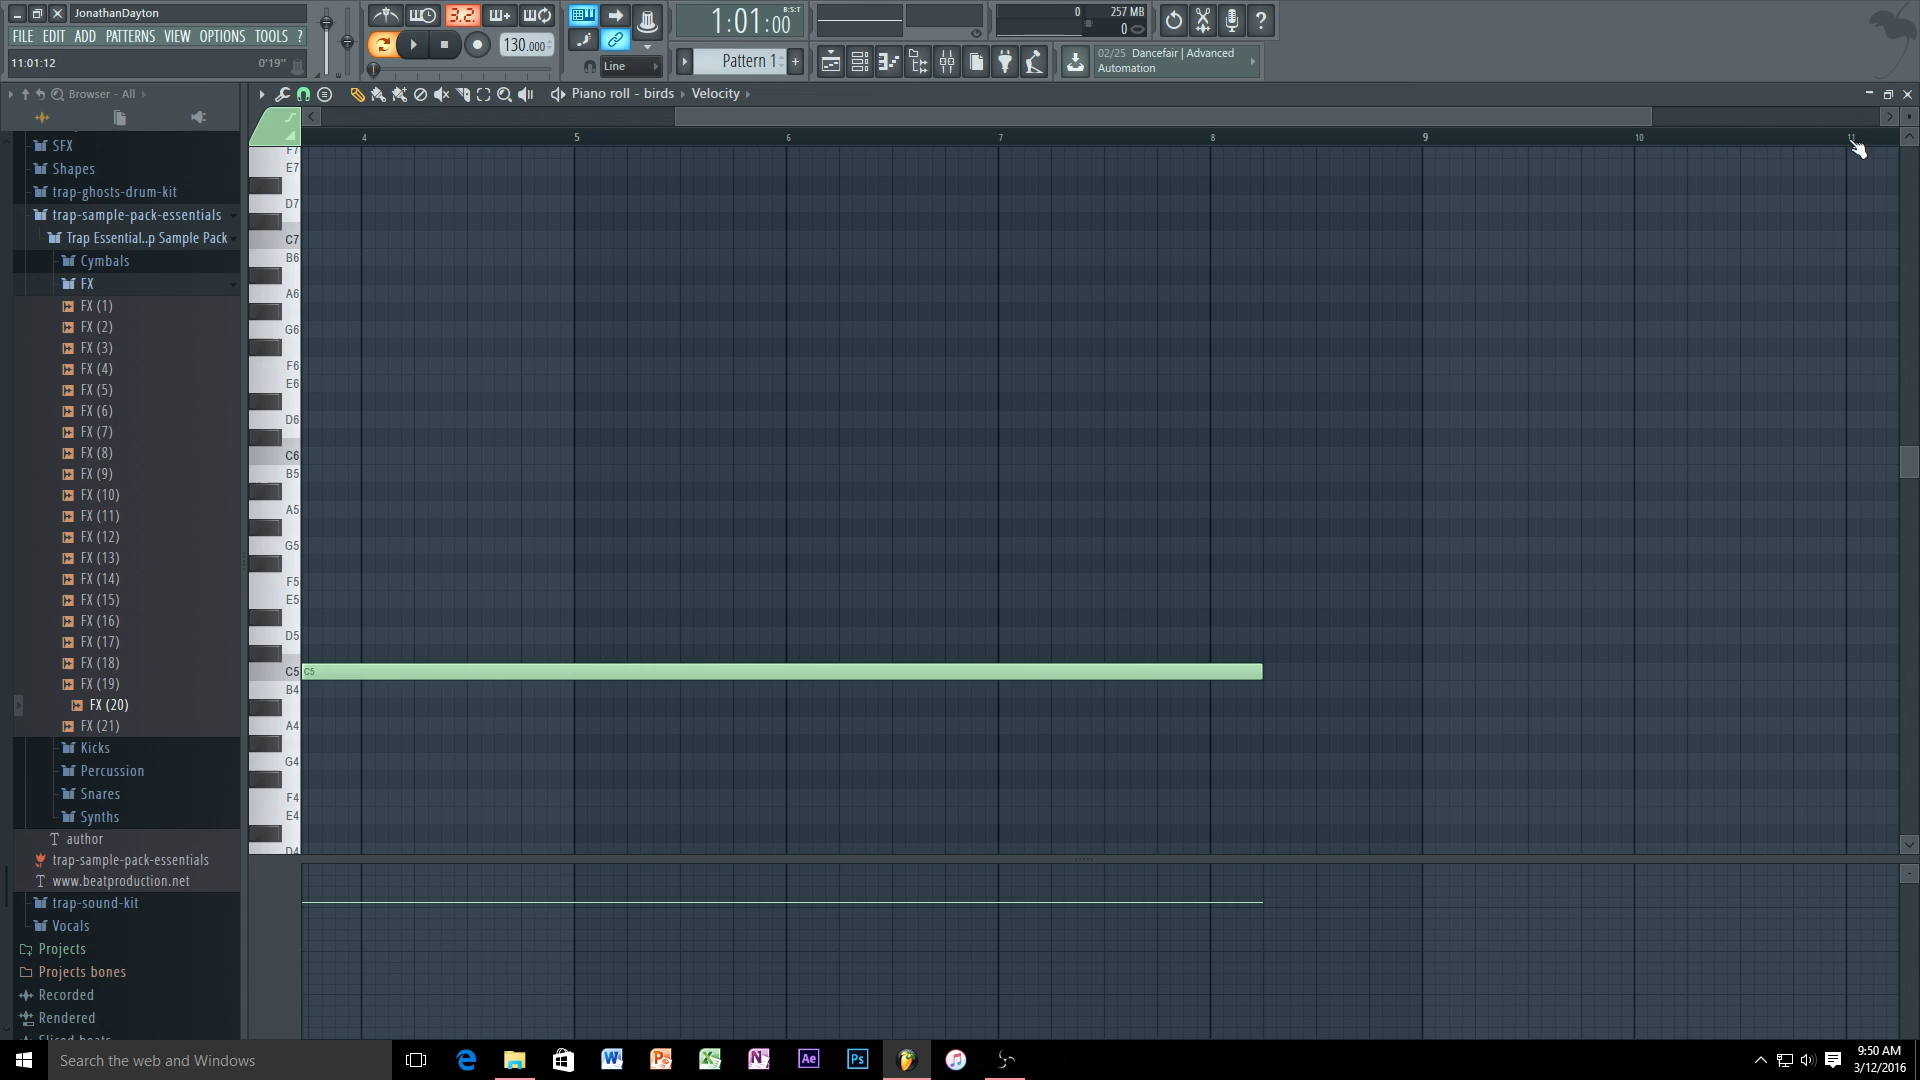 JonathanDayton
FILE EDIT ADD PATTERNS VIEW OPTIONS TOOLS ?
11:01:12 0'19"
3.2.
130.000
Line
1:01:00
B:S:T
Pattern 1
+
0
257 MB
0
?
02/25 Dancefair | Advanced
Automation
Browser - All
Piano roll - birds Velocity
4 5 6 7 8 9 10 11
SFX
Shapes
trap-ghosts-drum-kit
trap-sample-pack-essentials
Trap Essential..p Sample Pack
Cymbals
FX
FX (1)
FX (2)
FX (3)
FX (4)
FX (5)
FX (6)
FX (7)
FX (8)
FX (9)
FX (10)
FX (11)
FX (12)
FX (13)
FX (14)
FX (15)
FX (16)
FX (17)
FX (18)
FX (19)
FX (20)
FX (21)
Kicks
Percussion
Snares
Synths
author
trap-sample-pack-essentials
www.beatproduction.net
trap-sound-kit
Vocals
Projects
Projects bones
Recorded
Rendered
Sliced beats
F7
E7
D7
C7
B6
A6
G6
F6
E6
D6
C6
B5
A5
G5
F5
E5
D5
C5 C5
B4
A4
G4
F4
E4
D4
Search the web and Windows
Ae
Ps
9:50 AM
3/12/2016